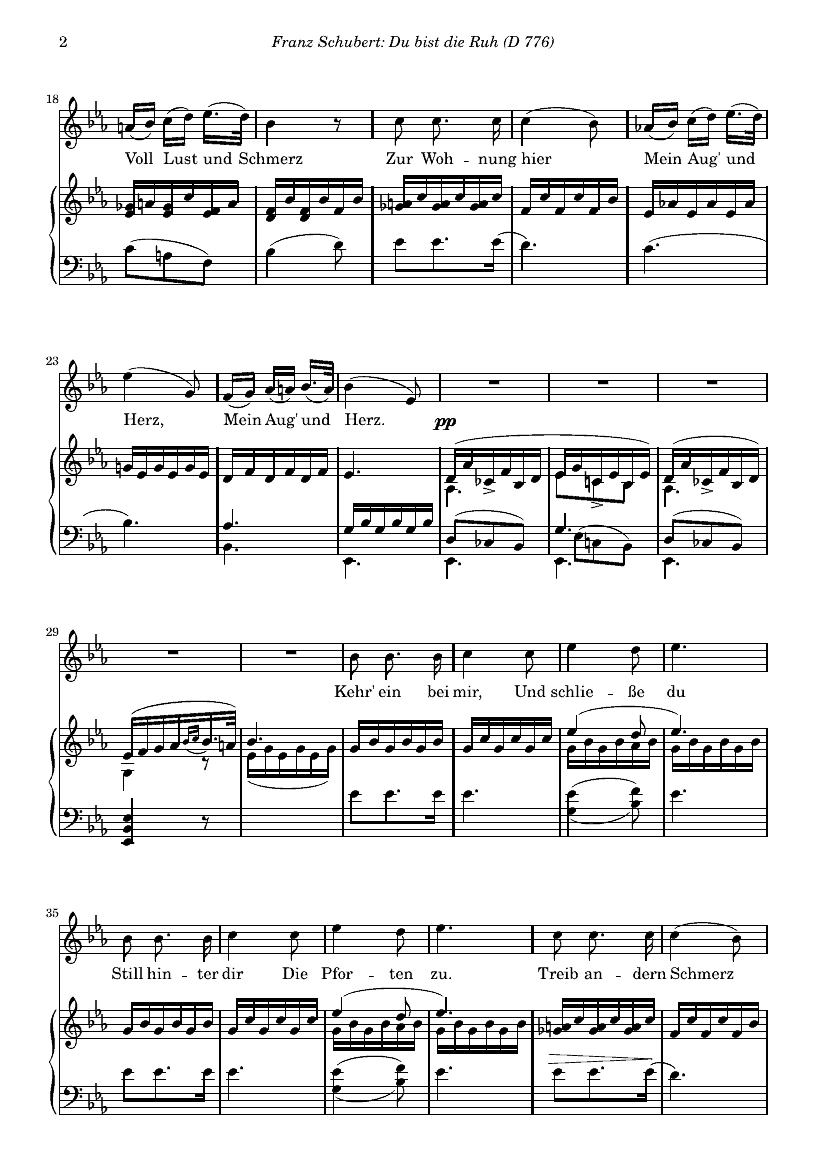 2 Franz Schubert: Du bist die Ruh (D 776)
18
Voll Lust und Schmerz Zur Woh - nung hier Mein Aug' und
23
Herz, Mein Aug' und Herz. pp
29
Kehr' ein bei mir, Und schlie - ße du
35
Still hin - ter dir Die Pfor - ten zu. Treib an - dern Schmerz